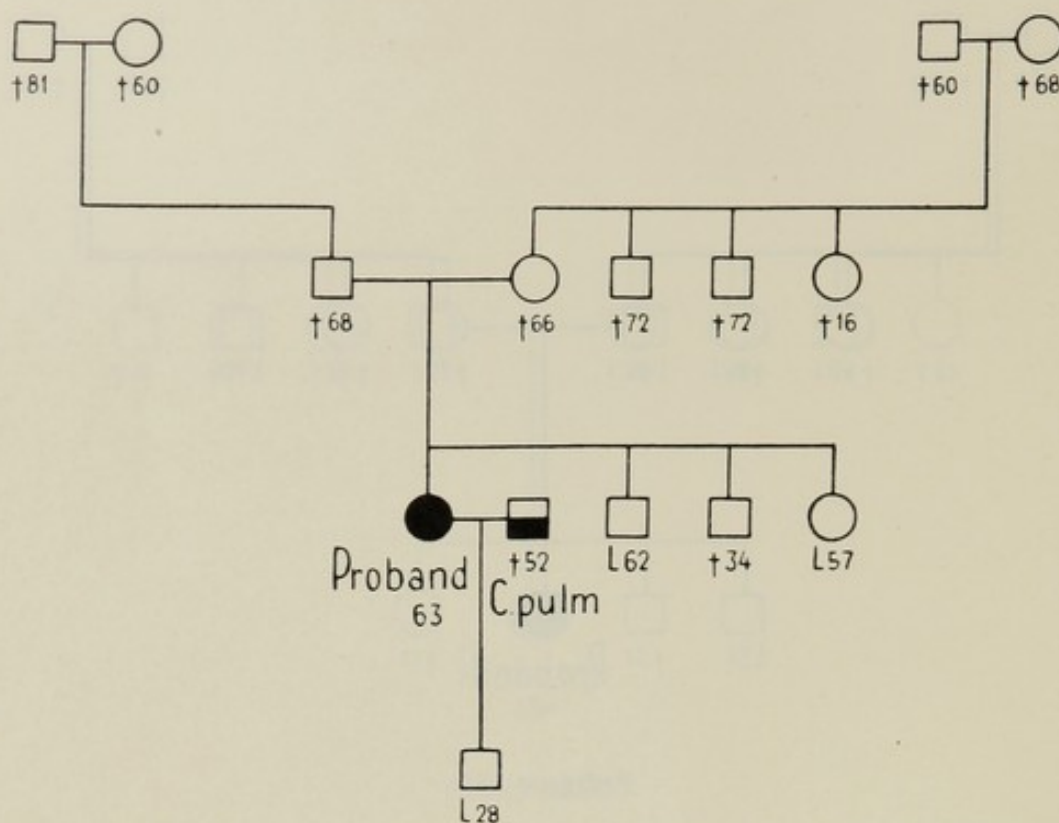 †81 †60 †60 †68
†68 †66 †72 †72 †16
†52 L62 †34 L57
Proband C.pulm
63
L28